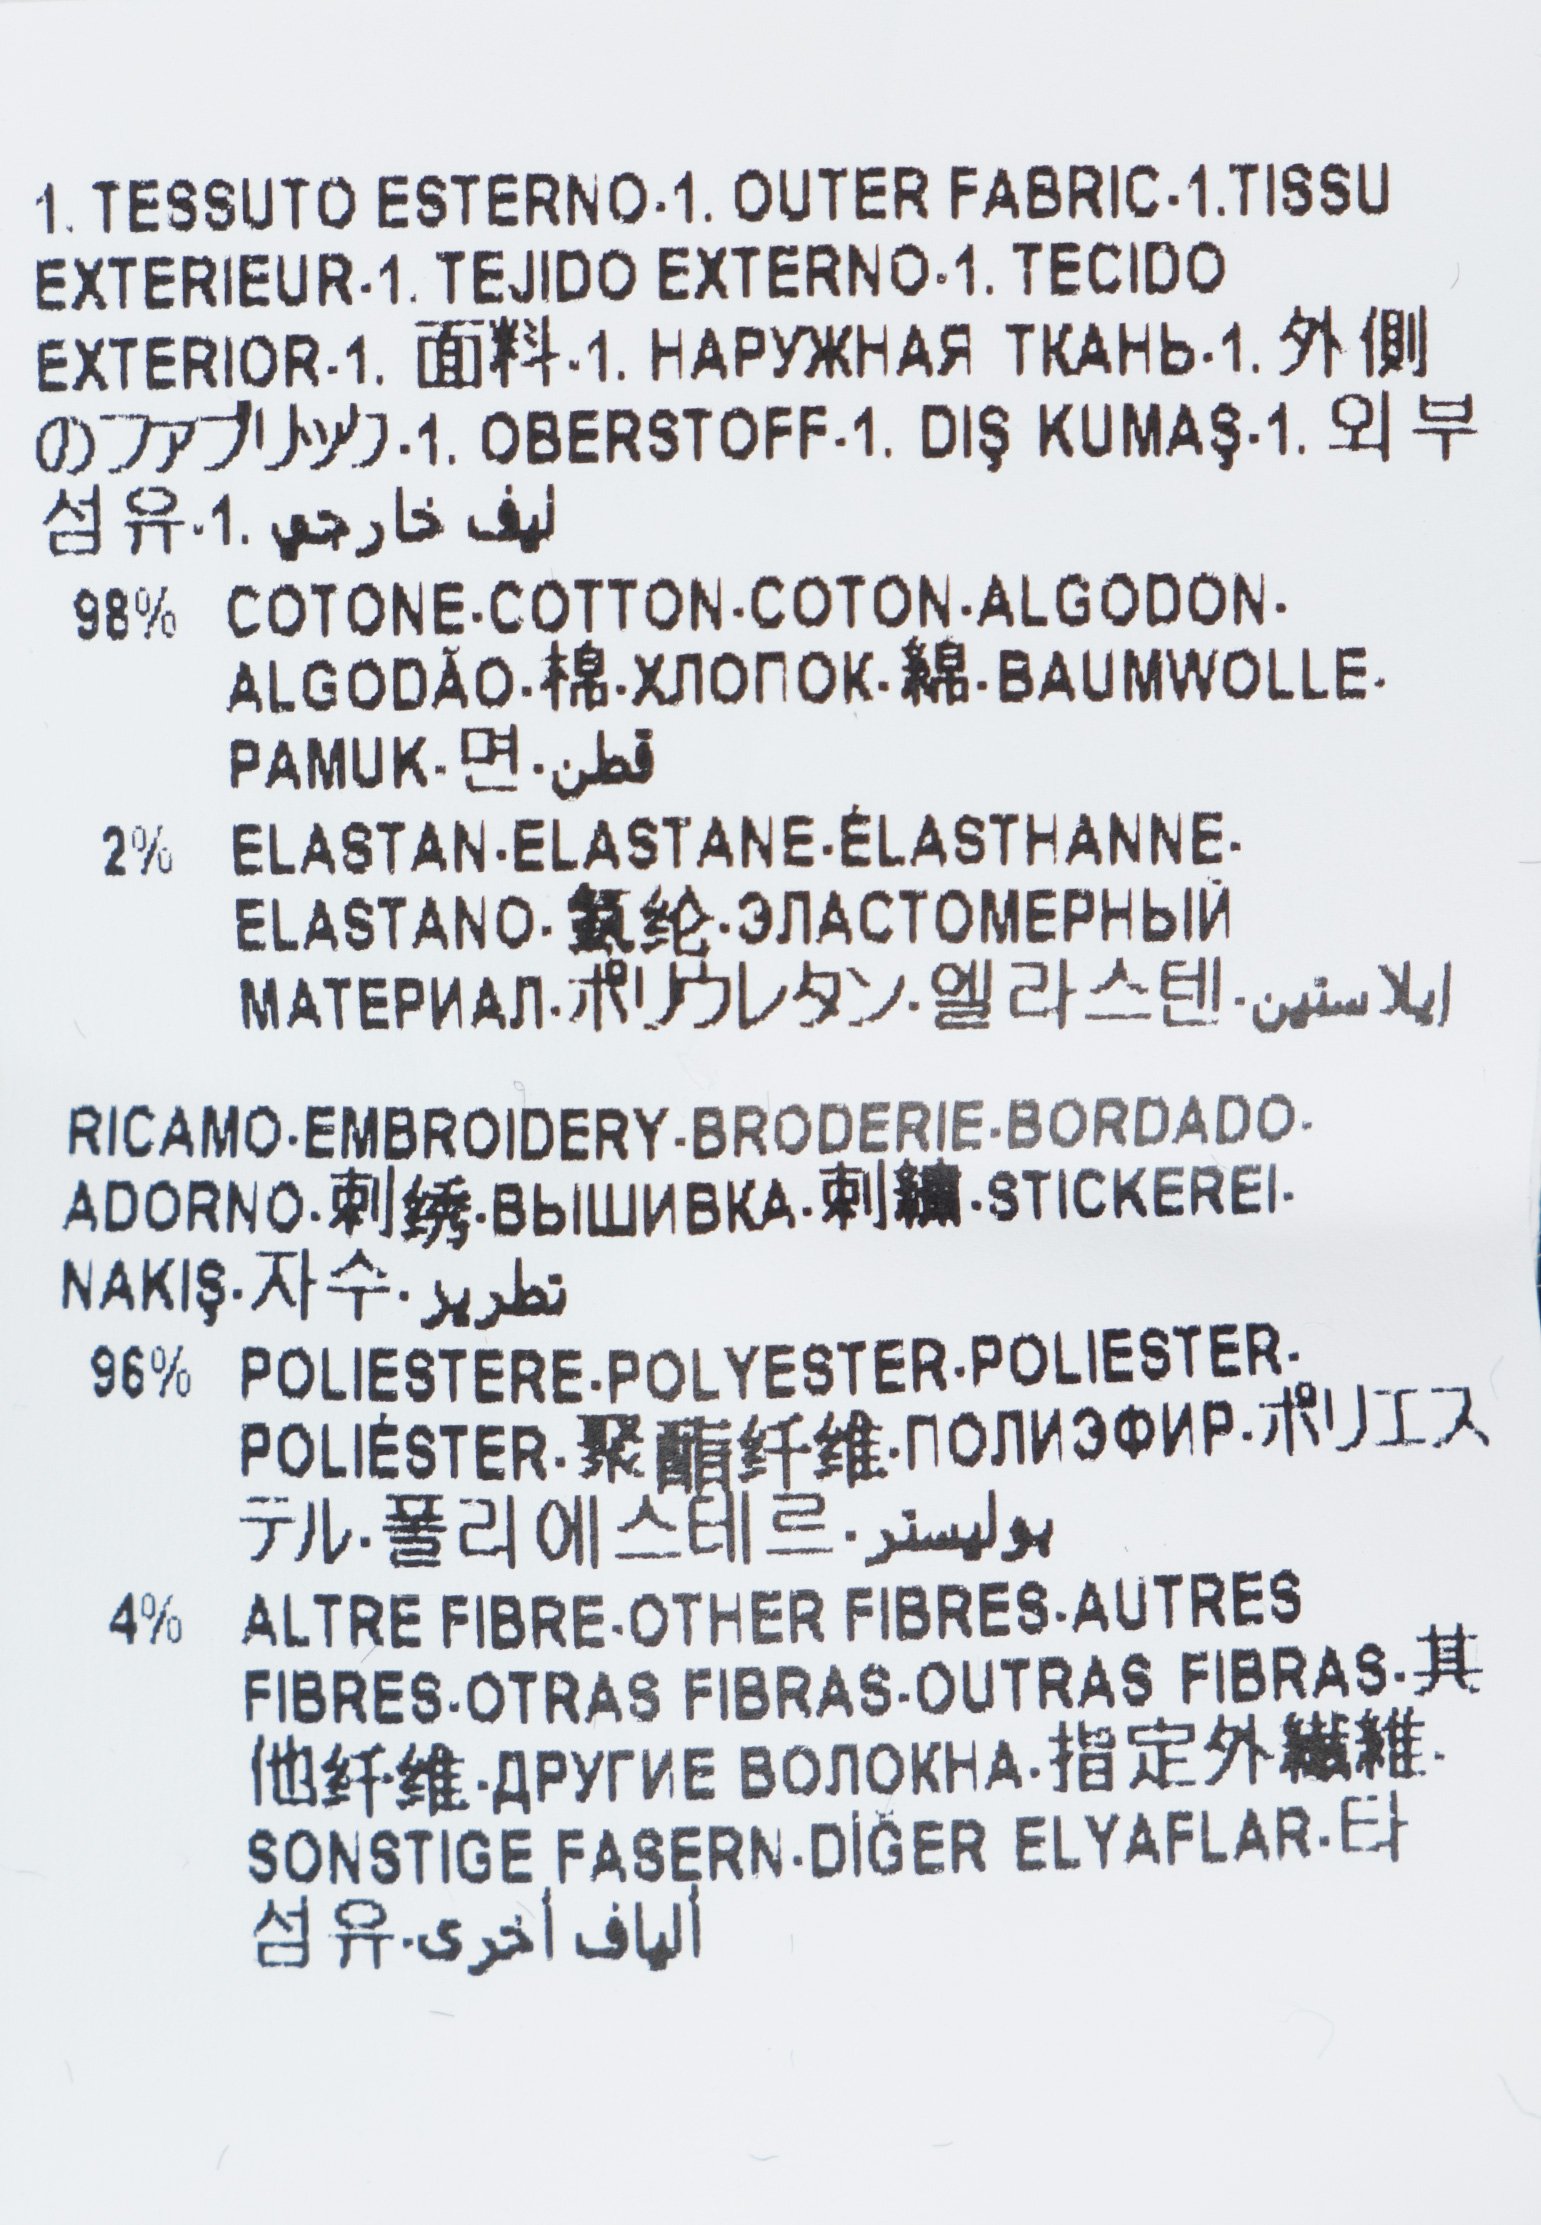 1. TESSUTO ESTERNO-1. OUTER FABRIC-1.TISSU
EXTERIEUR-1. TEJIDO EXTERNO-1. TECIDO
EXTERIOR-1. 面料-1. НАРУЖНАЯ ТКАНЬ-1. 外側
のファブリック-1. OBERSTOFF-1. DIŞ KUMAŞ-1. 외부
섬유-1. ليف خارجي
98% COTONE-COTTON-COTON-ALGODON-
ALGODÃO-棉-ХЛОПОК-綿-BAUMWOLLE-
PAMUK-면-قطن
2% ELASTAN-ELASTANE-ÉLASTHANNE-
ELASTANO-氨纶-ЭЛАСТОМЕРНЫЙ
МАТЕРИАЛ-ポリウレタン-엘라스텐-ايلاستين
RICAMO-EMBROIDERY-BRODERIE-BORDADO-
ADORNO-刺绣-ВЫШИВКА-刺繍-STICKEREI-
NAKIŞ-자수-تطريز
96% POLIESTERE-POLYESTER-POLIESTER-
POLIÉSTER-聚酯纤维-ПОЛИЭФИР-ポリエス
テル-폴리에스테르-بوليستر
4% ALTRE FIBRE-OTHER FIBRES-AUTRES
FIBRES-OTRAS FIBRAS-OUTRAS FIBRAS-其
他纤维-ДРУГИЕ ВОЛОКНА-指定外繊維-
SONSTIGE FASERN-DİĞER ELYAFLAR-타
섬유-ألياف أخرى